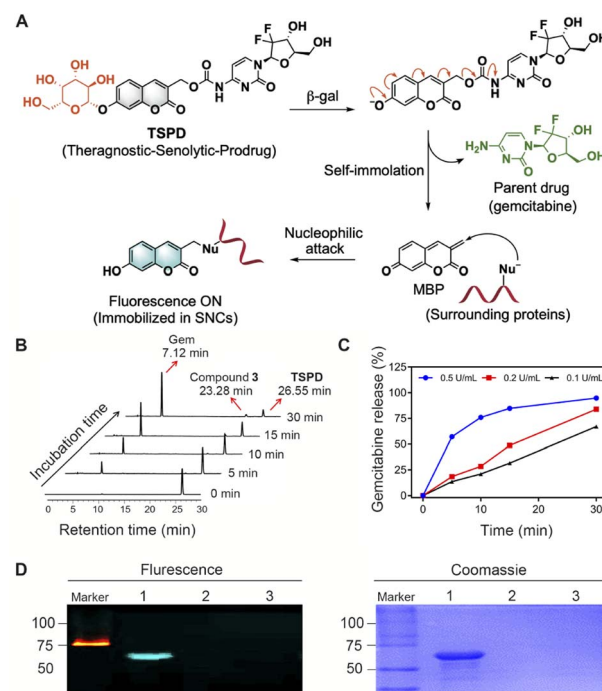 A
HO
OH
OH
HO
O
O
O
O
O
O
N
H
N
N
O
F
F
OH
O
OH
TSPD
(Theragnostic-Senolytic-Prodrug)
β-gal
O
O
O
O
O
N
H
N
N
O
F
F
OH
O
OH
Self-immolation
H₂N
N
N
O
F
F
OH
O
OH
Parent drug
(gemcitabine)
Nucleophilic
attack
Nu
HO
O
O
Fluorescence ON
(Immobilized in SNCs)
O
O
O
MBP
Nu⁻
(Surrounding proteins)
B
Gem
7.12 min
Compound 3
23.28 min
TSPD
26.55 min
Incubation time
30 min
15 min
10 min
5 min
0 min
0 5 10 15 20 25 30
Retention time (min)
C
Gemcitabine release (%)
125
100
75
50
25
0
0.5 U/mL 0.2 U/mL 0.1 U/mL
0 10 20 30
Time (min)
D
Flurescence
Marker 1 2 3
100
75
50
Coomassie
Marker 1 2 3
100
75
50